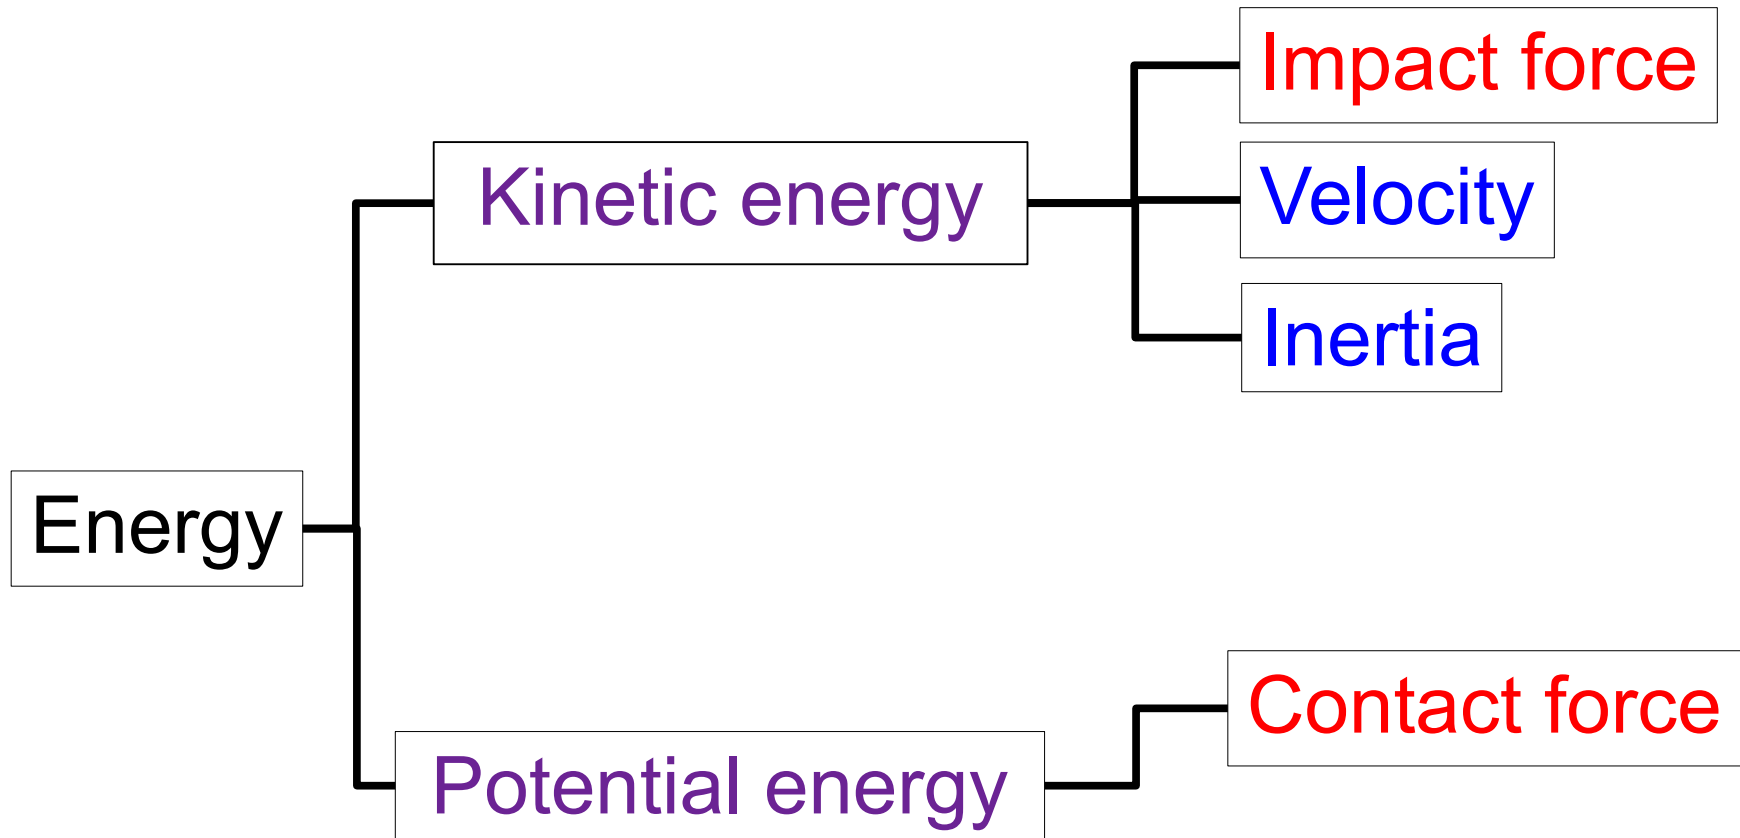 Impact force
Kinetic energy
Velocity
Inertia
Energy
Contact force
Potential energy